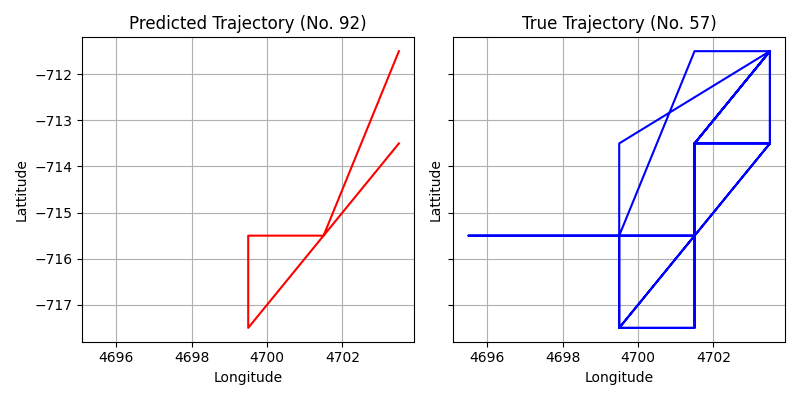 Predicted Trajectory (No. 92)
True Trajectory (No. 57)
−712
−713
−714
−715
−716
−717
Lattitude
Lattitude
4696 4698 4700 4702
4696 4698 4700 4702
Longitude
Longitude